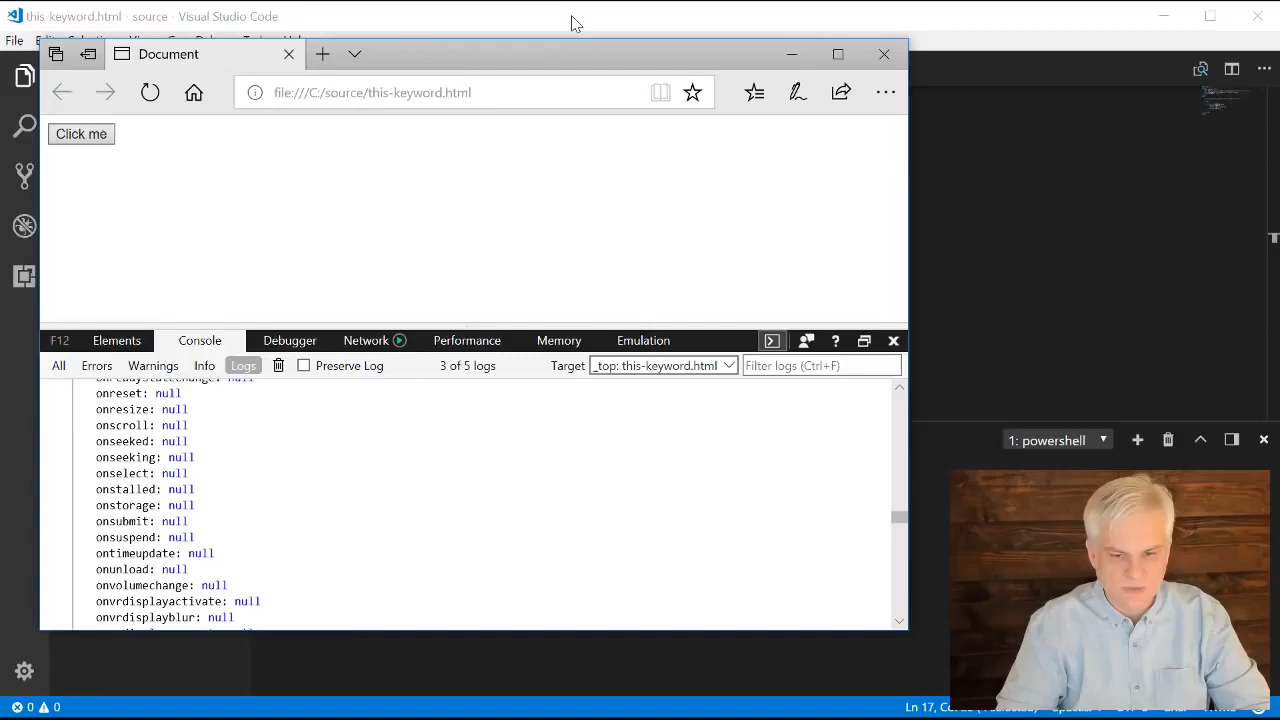 this-keyword.html - source - Visual Studio Code
File
Document
file:///C:/source/this-keyword.html
Click me
F12 Elements Console Debugger Network Performance Memory Emulation
All Errors Warnings Info Logs Preserve Log 3 of 5 logs Target _top: this-keyword.html Filter logs (Ctrl+F)
onreadystatechange: null
onreset: null
onresize: null
onscroll: null
onseeked: null
onseeking: null
onselect: null
onstalled: null
onstorage: null
onsubmit: null
onsuspend: null
ontimeupdate: null
onunload: null
onvolumechange: null
onvrdisplayactivate: null
onvrdisplayblur: null
1: powershell
0 0
Ln 17,